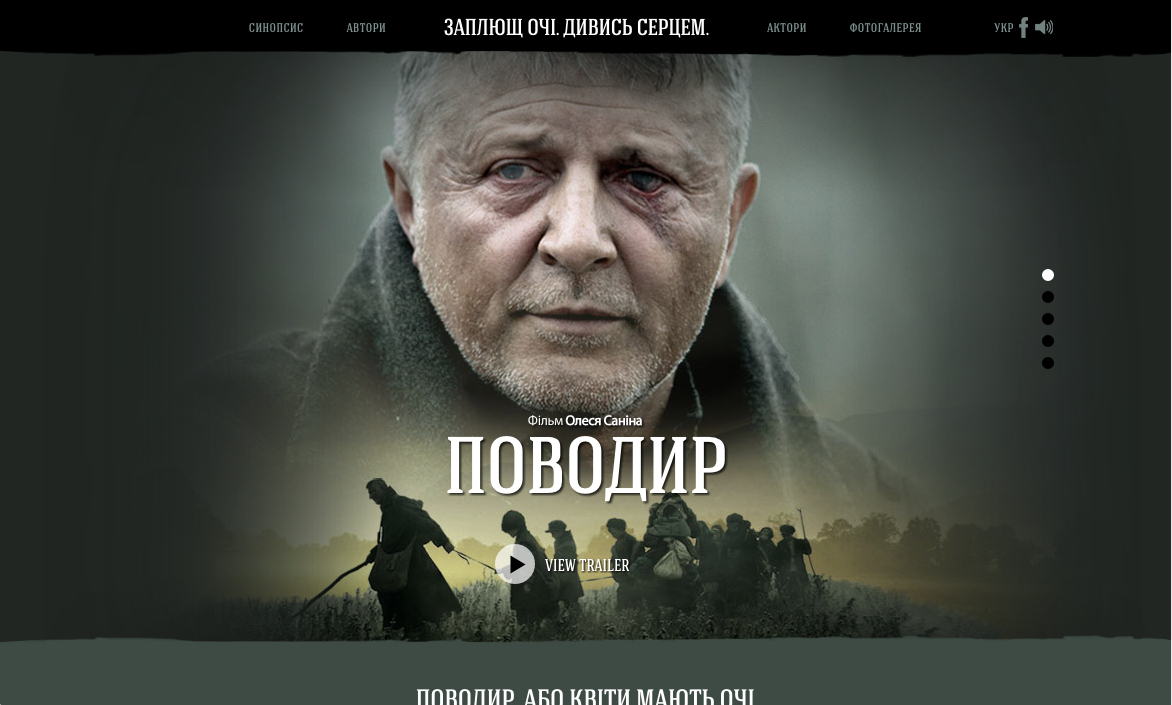 СИНОПСИС
АВТОРИ
ЗАПЛЮЩ ОЧІ. ДИВИСЬ СЕРЦЕМ.
АКТОРИ
ФОТОГАЛЕРЕЯ
УКР
Фільм Олеся Саніна
ПОВОДИР
VIEW TRAILER
ПОВОДИР, АБО КВІТИ МАЮТЬ ОЧІ